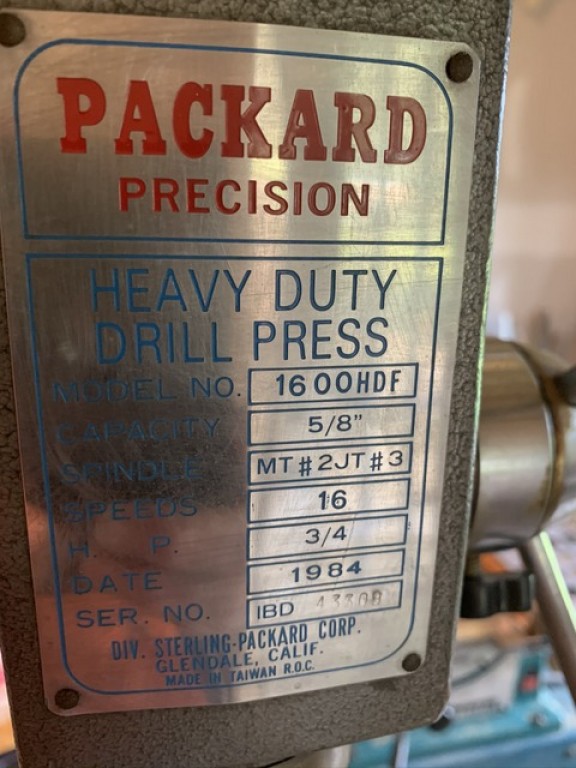 PACKARD
PRECISION
HEAVY DUTY
DRILL PRESS
MODEL NO. 1600HDF
CAPACITY 5/8"
SPINDLE MT#2JT#3
SPEEDS 16
H. P. 3/4
DATE 1984
SER. NO. IBD
DIV. STERLING-PACKARD CORP.
GLENDALE, CALIF.
MADE IN TAIWAN R.O.C.